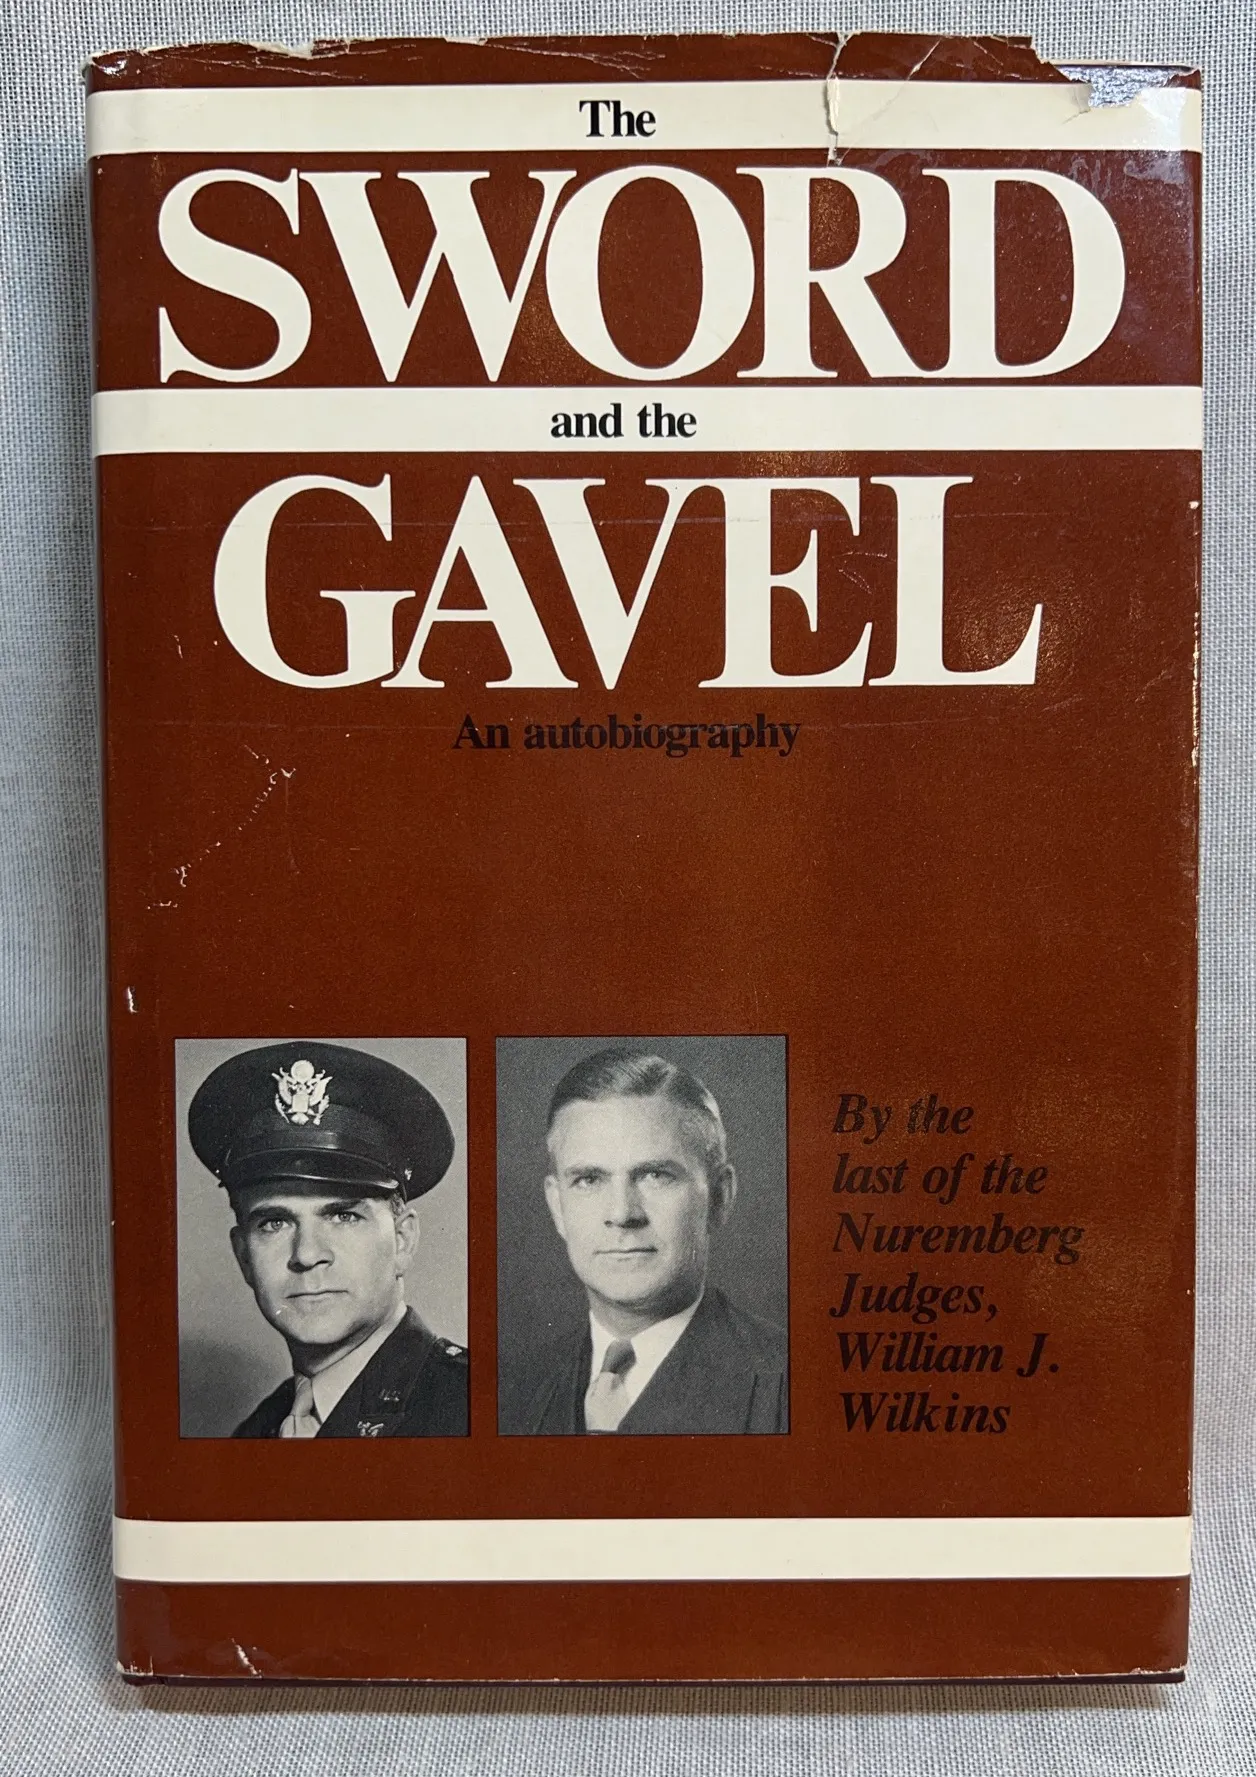 The
SWORD
and the
GAVEL
An autobiography
By the
last of the
Nuremberg
Judges,
William J.
Wilkins